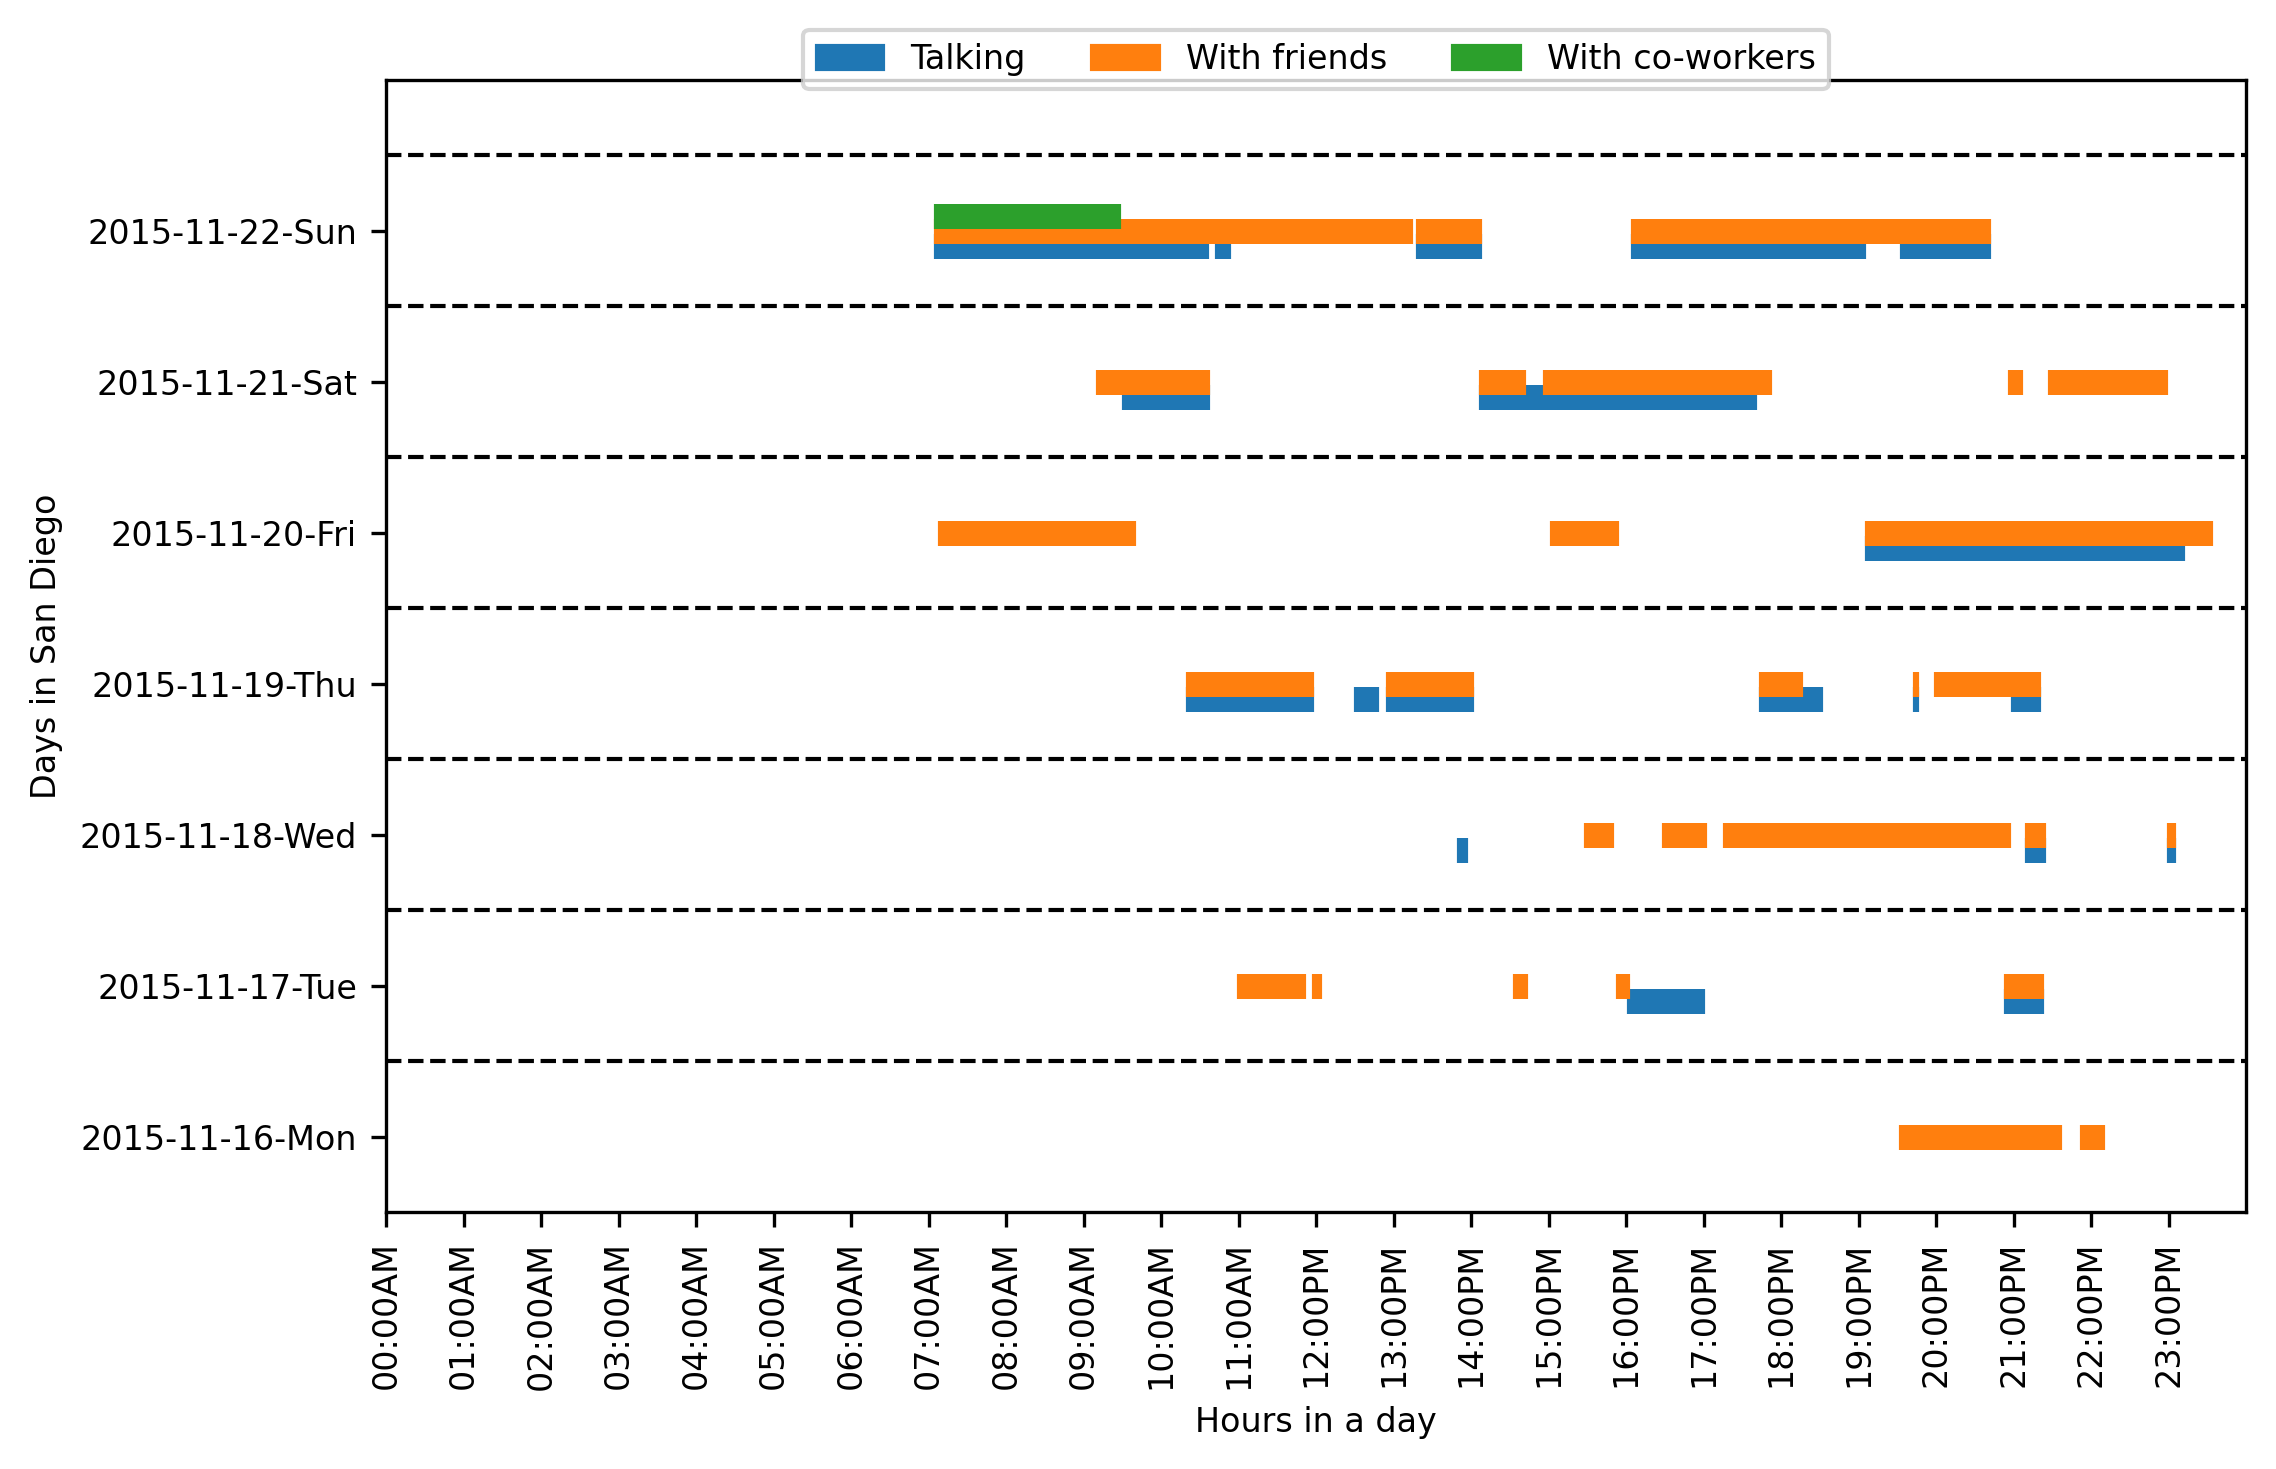 Talking With friends With co-workers
2015-11-22-Sun
2015-11-21-Sat
2015-11-20-Fri
2015-11-19-Thu
2015-11-18-Wed
2015-11-17-Tue
2015-11-16-Mon
Days in San Diego
00:00AM 01:00AM 02:00AM 03:00AM 04:00AM 05:00AM 06:00AM 07:00AM 08:00AM 09:00AM 10:00AM 11:00AM 12:00PM 13:00PM 14:00PM 15:00PM 16:00PM 17:00PM 18:00PM 19:00PM 20:00PM 21:00PM 22:00PM 23:00PM
Hours in a day